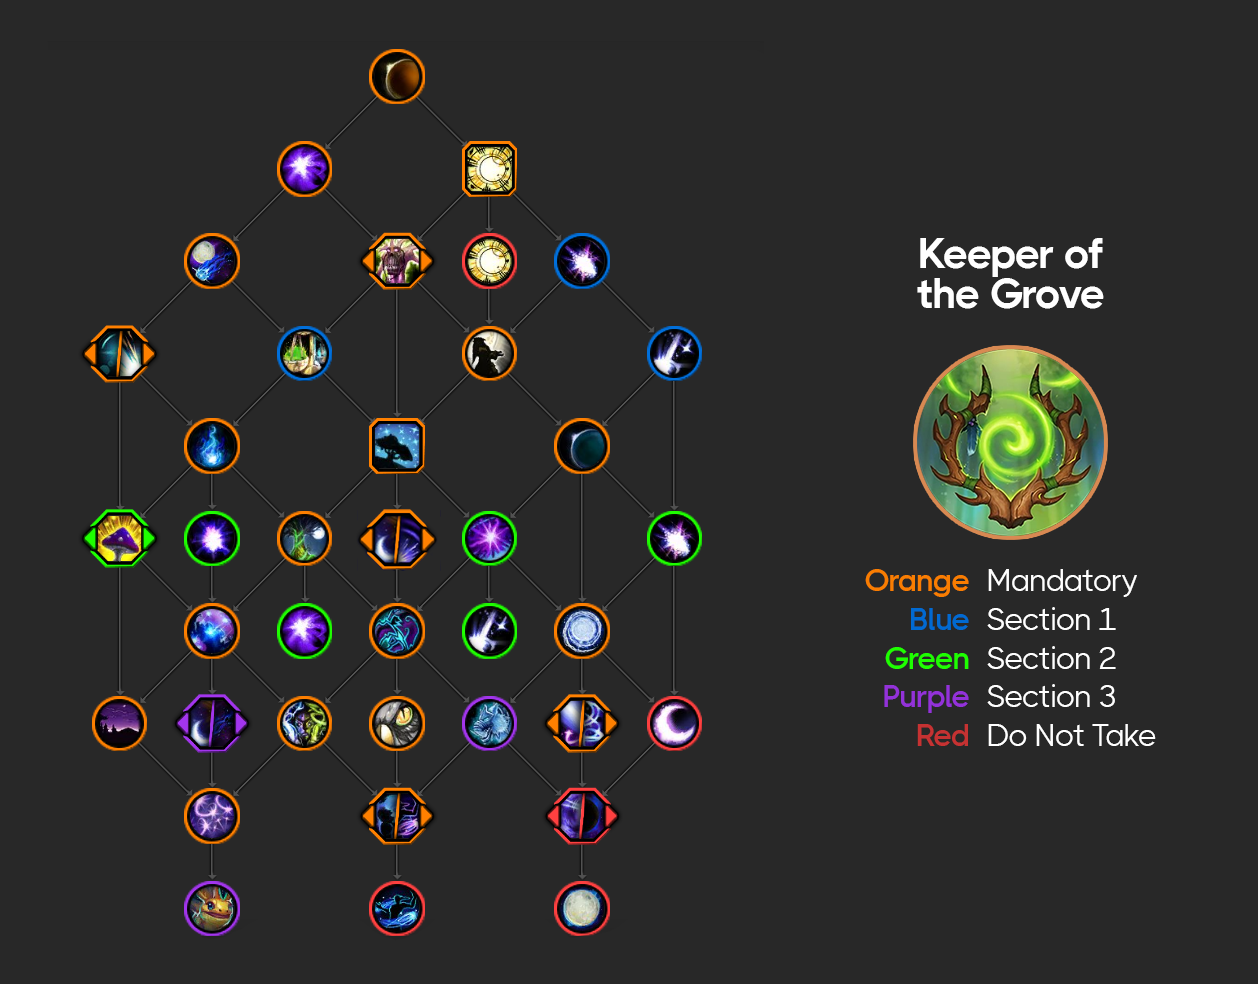 Keeper of
the Grove
Orange Mandatory
Blue Section 1
Green Section 2
Purple Section 3
Red Do Not Take